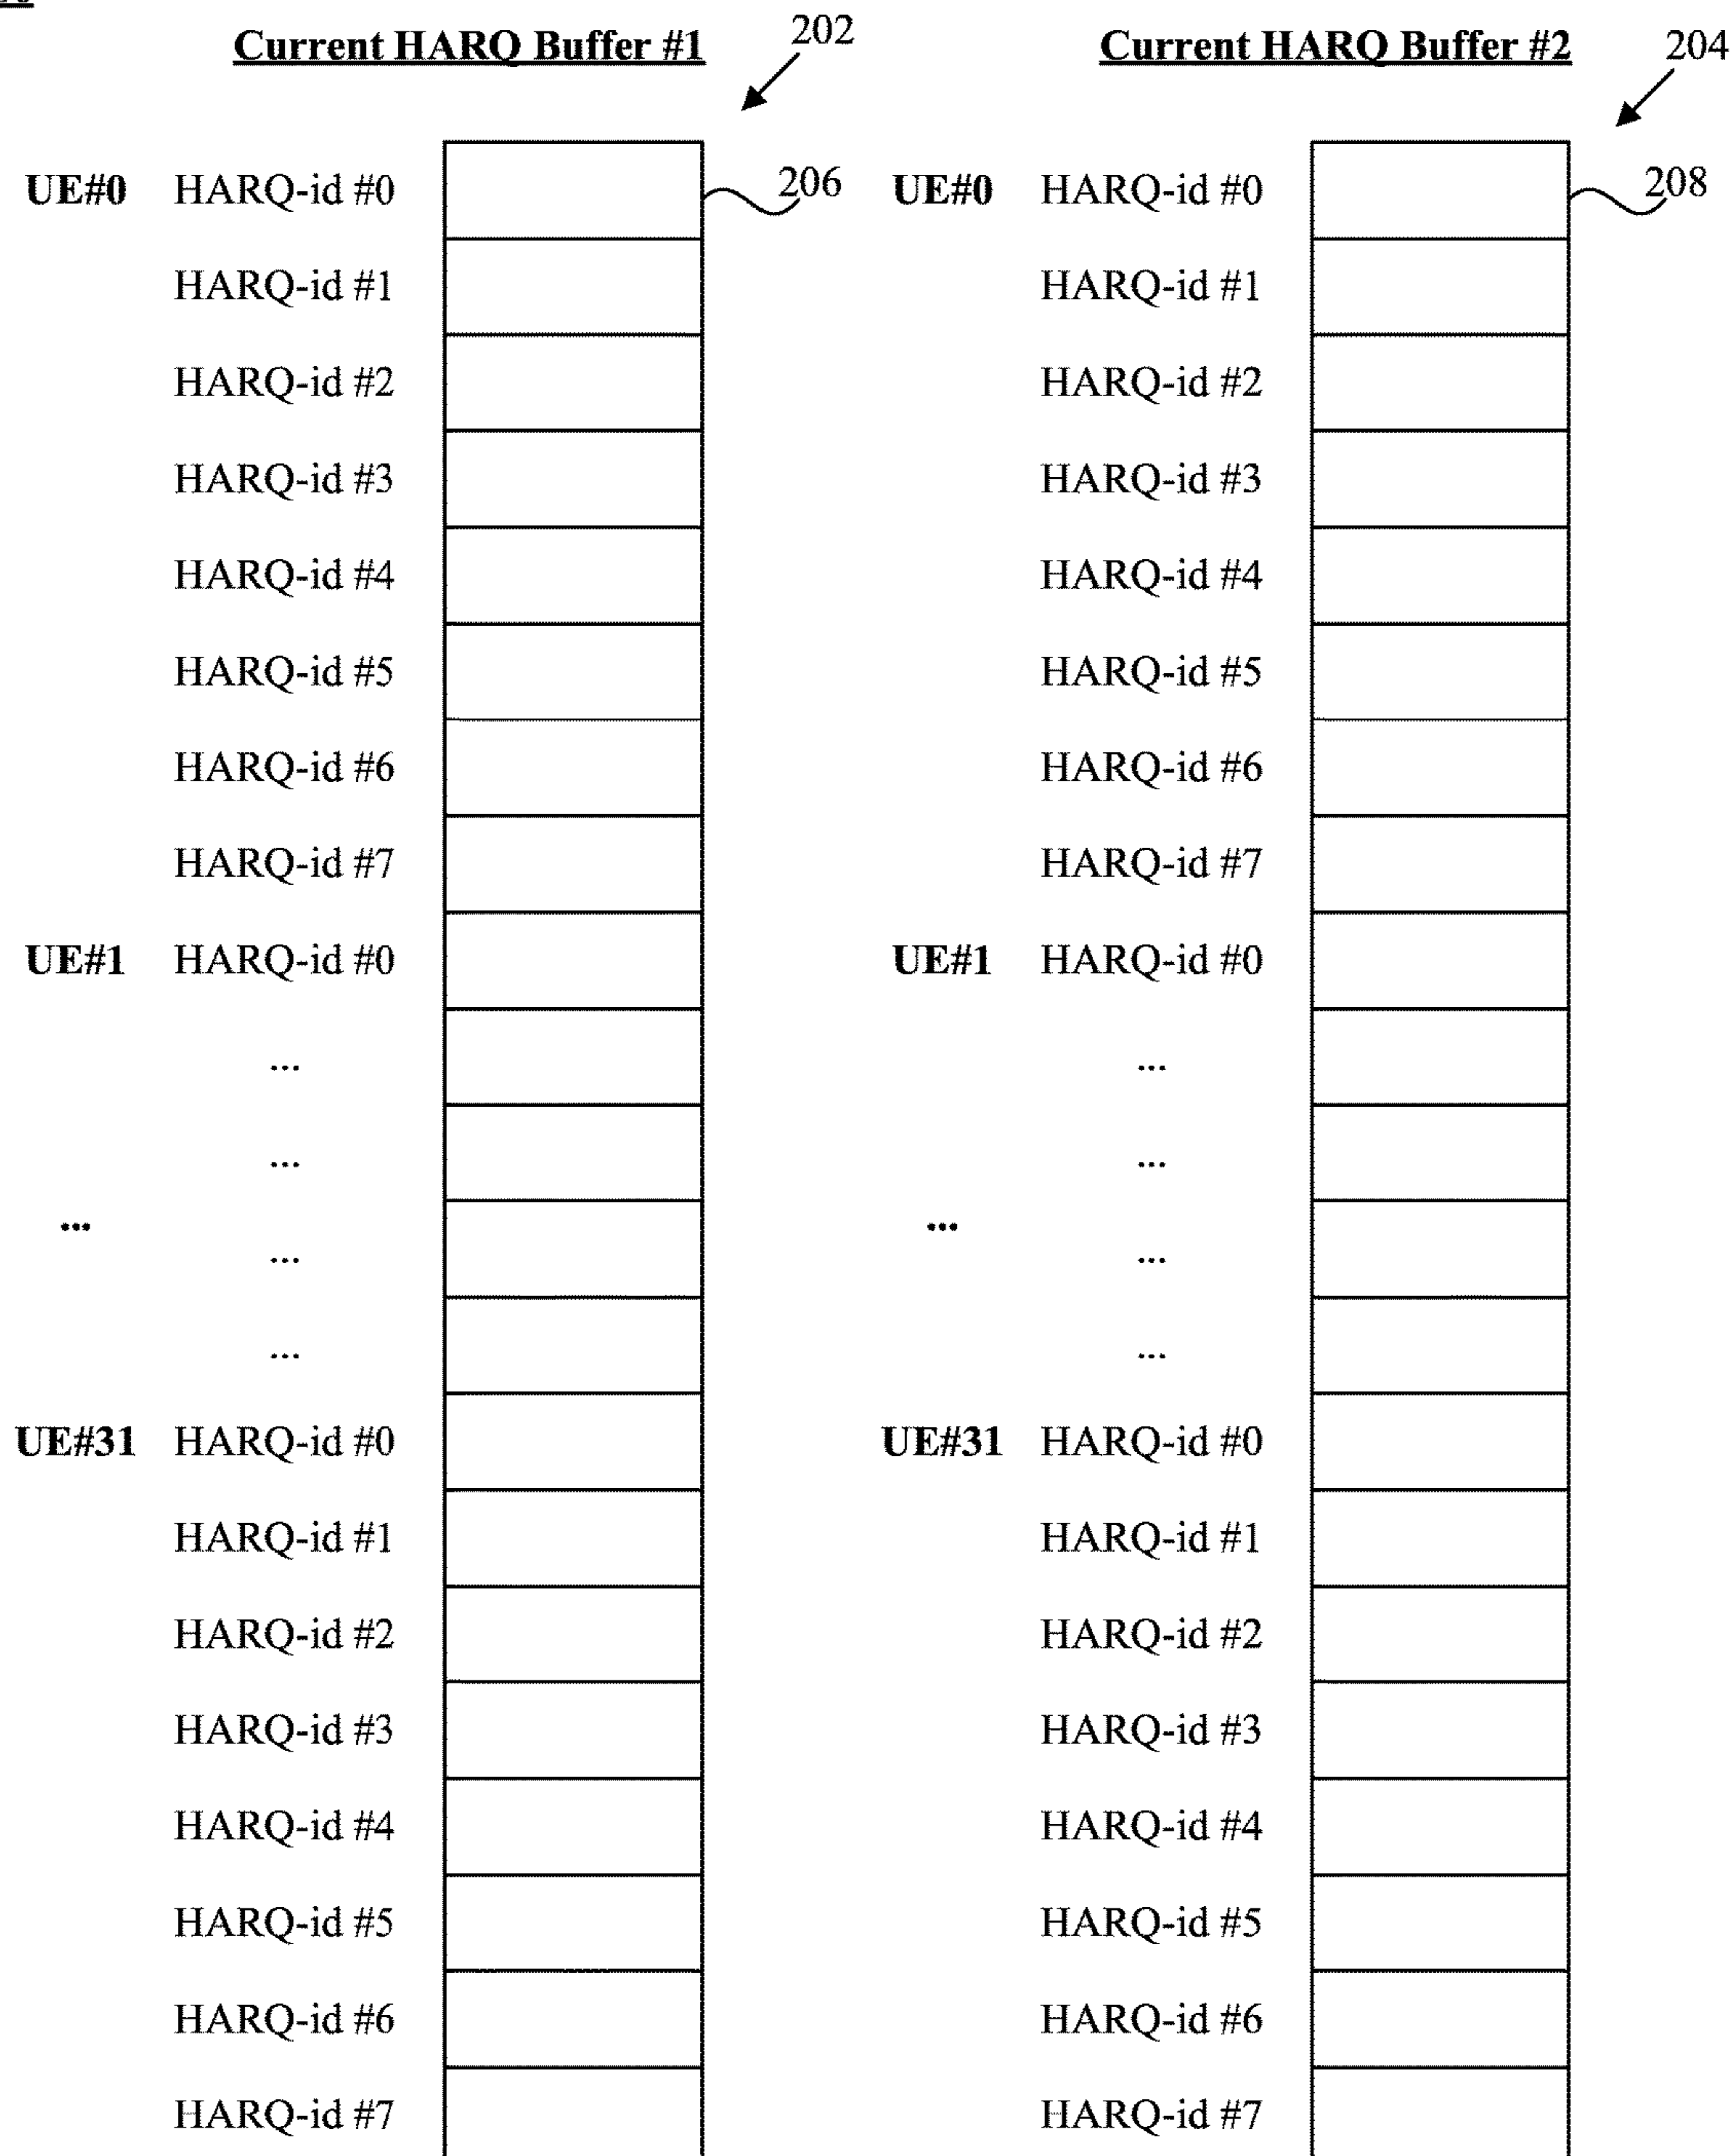 Current HARQ Buffer #1 202 Current HARQ Buffer #2 204
UE#0 HARQ-id #0 206 UE#0 HARQ-id #0 208
HARQ-id #1 HARQ-id #1
HARQ-id #2 HARQ-id #2
HARQ-id #3 HARQ-id #3
HARQ-id #4 HARQ-id #4
HARQ-id #5 HARQ-id #5
HARQ-id #6 HARQ-id #6
HARQ-id #7 HARQ-id #7
UE#1 HARQ-id #0 UE#1 HARQ-id #0
... ...
... ...
... ...
... ...
... ...
UE#31 HARQ-id #0 UE#31 HARQ-id #0
HARQ-id #1 HARQ-id #1
HARQ-id #2 HARQ-id #2
HARQ-id #3 HARQ-id #3
HARQ-id #4 HARQ-id #4
HARQ-id #5 HARQ-id #5
HARQ-id #6 HARQ-id #6
HARQ-id #7 HARQ-id #7